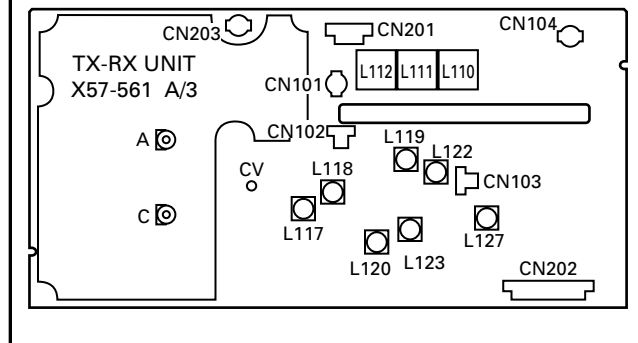 CN203
CN201
CN104
TX-RX UNIT
X57-561 A/3
L112 L111 L110
CN101
CN102
A
L119
L122
CV
L118
CN103
C
L117
L127
L120
L123
CN202